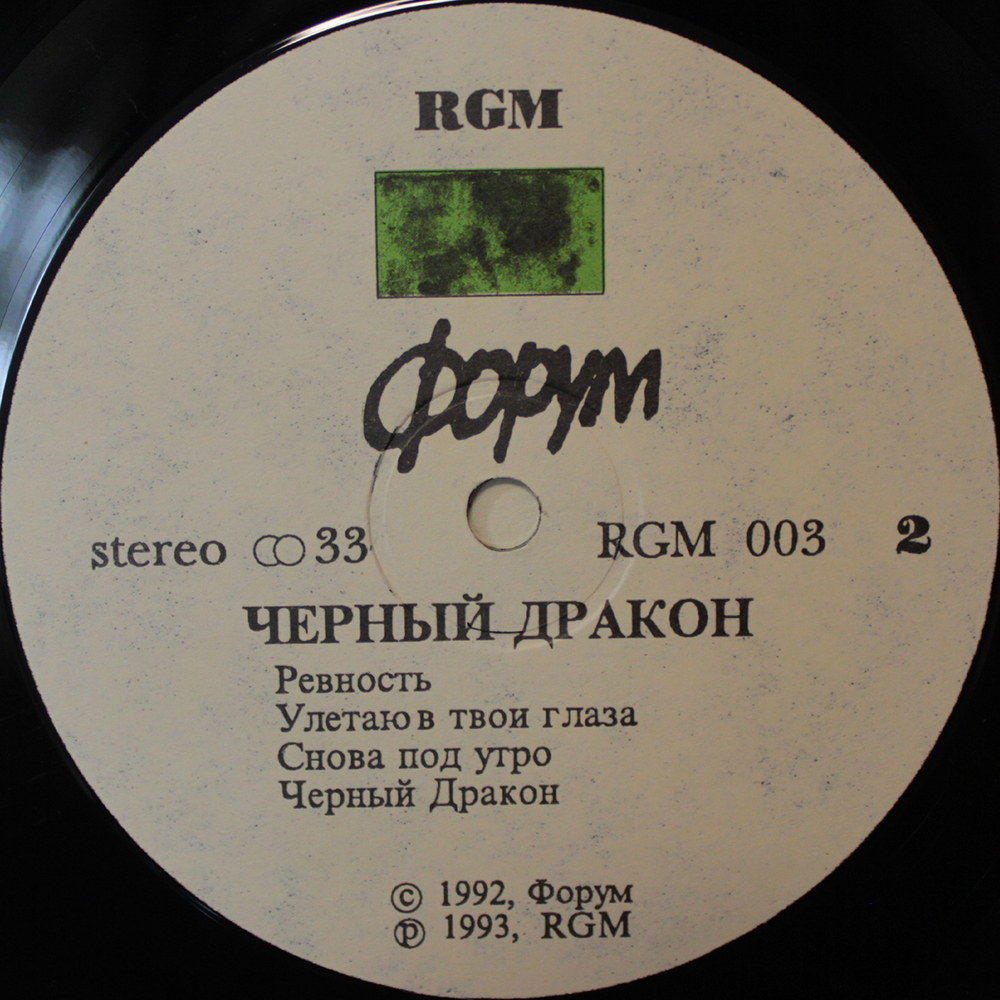 RGM
Форум
stereo 33 RGM 003 2
ЧЕРНЫЙ ДРАКОН
Ревность
Улетаю в твои глаза
Снова под утро
Черный Дракон
© 1992, Форум
℗ 1993, RGM